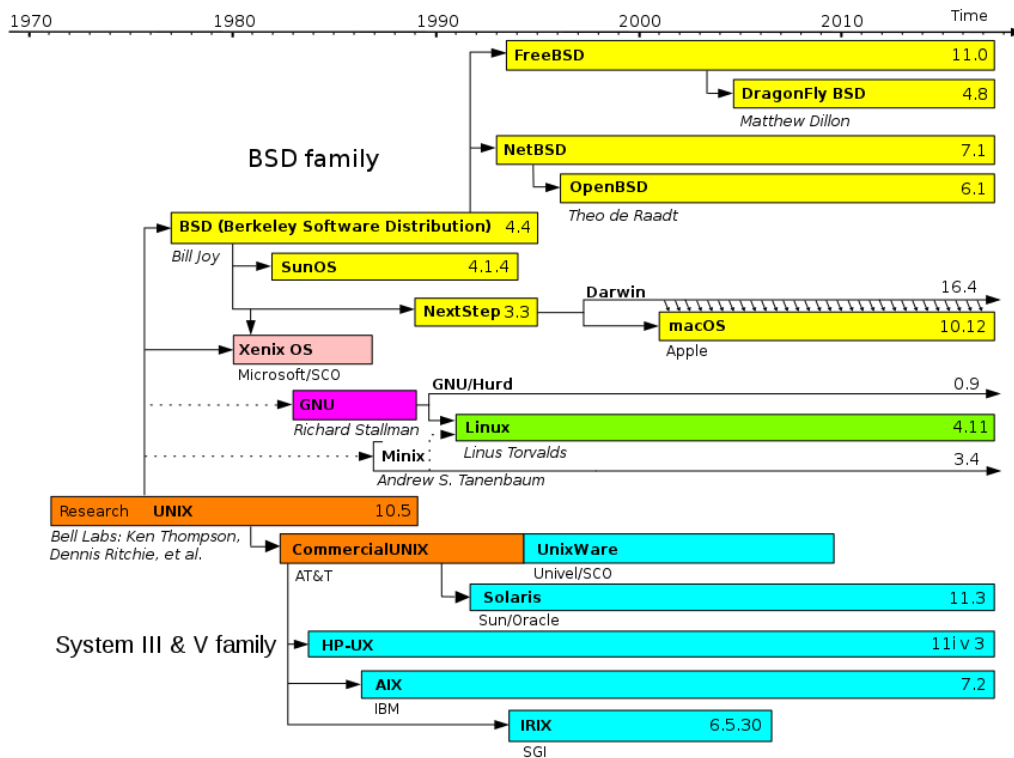 1970 1980 1990 2000 2010 Time
FreeBSD 11.0
DragonFly BSD 4.8
Matthew Dillon
BSD family
NetBSD 7.1
OpenBSD 6.1
Theo de Raadt
BSD (Berkeley Software Distribution) 4.4
Bill Joy
SunOS 4.1.4
Darwin 16.4
NextStep 3.3
macOS 10.12
Apple
Xenix OS
Microsoft/SCO
GNU/Hurd 0.9
GNU
Richard Stallman
Linux 4.11
Linus Torvalds
Minix 3.4
Andrew S. Tanenbaum
Research UNIX 10.5
Bell Labs: Ken Thompson,
Dennis Ritchie, et al.
CommercialUNIX UnixWare
AT&T Univel/SCO
Solaris 11.3
Sun/Oracle
System III & V family
HP-UX 11i v 3
AIX 7.2
IBM
IRIX 6.5.30
SGI